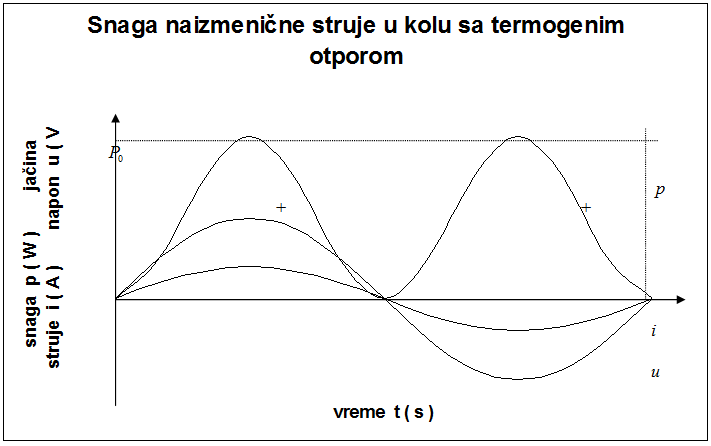 Snaga naizmenične struje u kolu sa termogenim
otporom
snaga p ( W ) jačina
struje i ( A ) napon u ( V
P0
+
+
p
i
u
vreme t ( s )